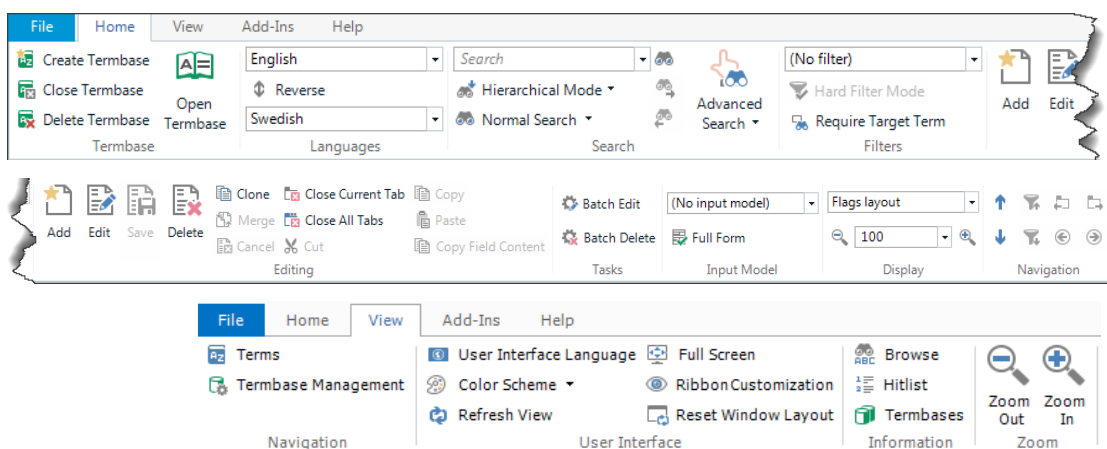 File Home View Add-Ins Help
Create Termbase English Search (No filter)
Close Termbase Reverse Hierarchical Mode Hard Filter Mode
Open Termbase Advanced Search Add Edit
Delete Termbase Swedish Normal Search Require Target Term
Termbase Languages Search Filters
Clone Close Current Tab Copy
Add Edit Save Delete Merge Close All Tabs Paste Batch Edit (No input model) Flags layout
Cancel Cut Copy Field Content Batch Delete Full Form 100
Editing Tasks Input Model Display Navigation
File Home View Add-Ins Help
Terms User Interface Language Full Screen ABC Browse
Termbase Management Color Scheme Ribbon Customization Hitlist
Refresh View Reset Window Layout Termbases Zoom Out Zoom In
Navigation User Interface Information Zoom